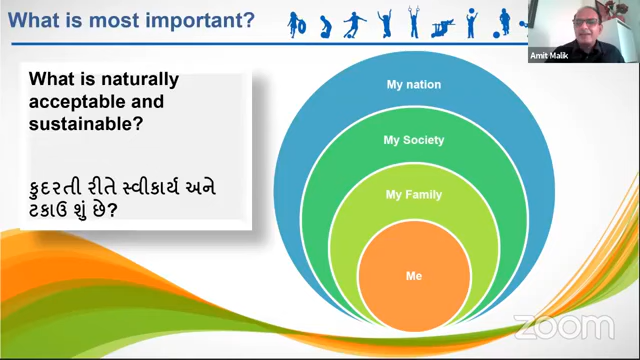 What is most important?
Amit Malik
What is naturally
acceptable and
sustainable?
કુદરતી રીતે સ્વીકાર્ય અને
ટકાઉ શું છે?
My nation
My Society
My Family
Me
zoom